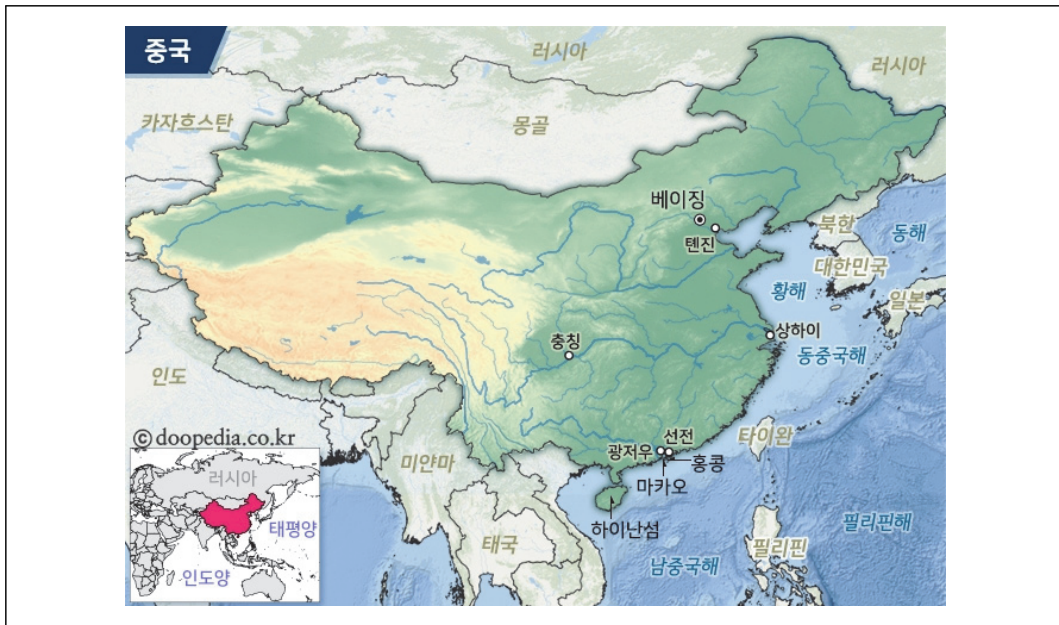 중국
러시아
러시아
카자흐스탄
몽골
베이징
톈진
북한
동해
대한민국
황해
일본
상하이
충칭
동중국해
인도
타이완
선전
광저우
홍콩
마카오
하이난섬
미얀마
태국
남중국해
필리핀
필리핀해
© doopedia.co.kr
러시아
태평양
인도양